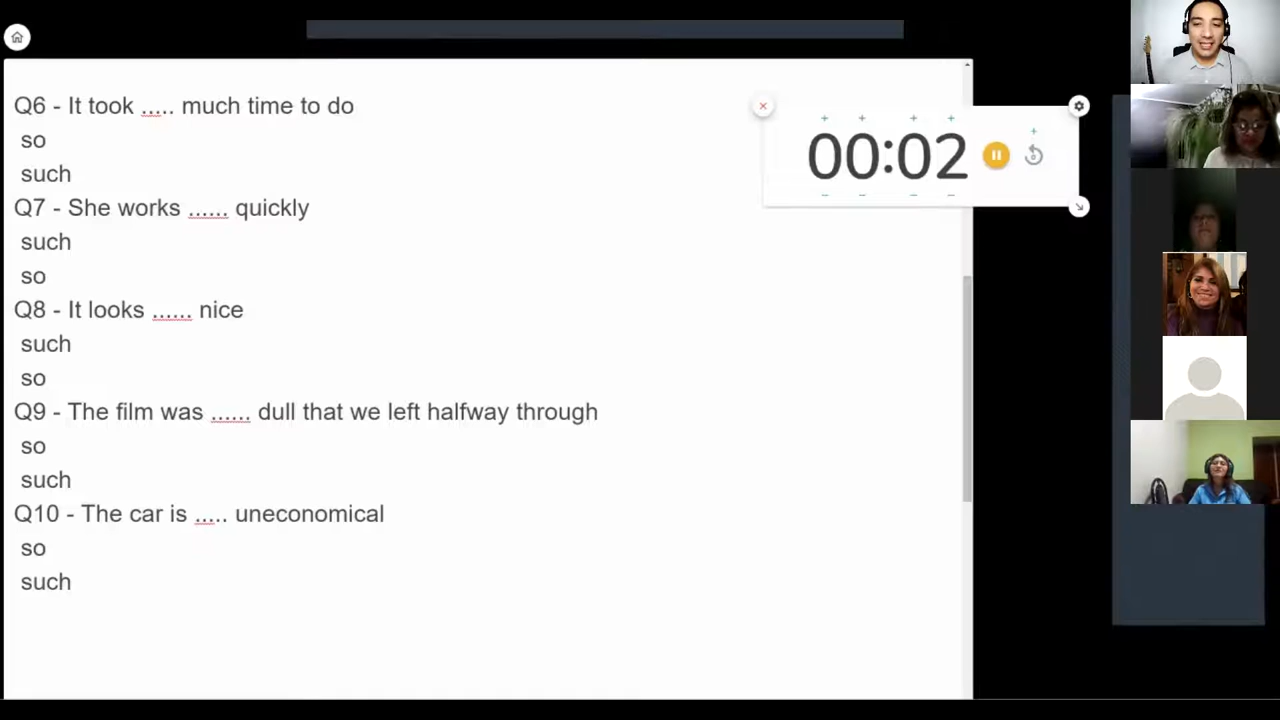 Q6 - It took ..... much time to do
so
such
Q7 - She works ...... quickly
such
so
Q8 - It looks ...... nice
such
so
Q9 - The film was ...... dull that we left halfway through
so
such
Q10 - The car is ..... uneconomical
so
such
00:02